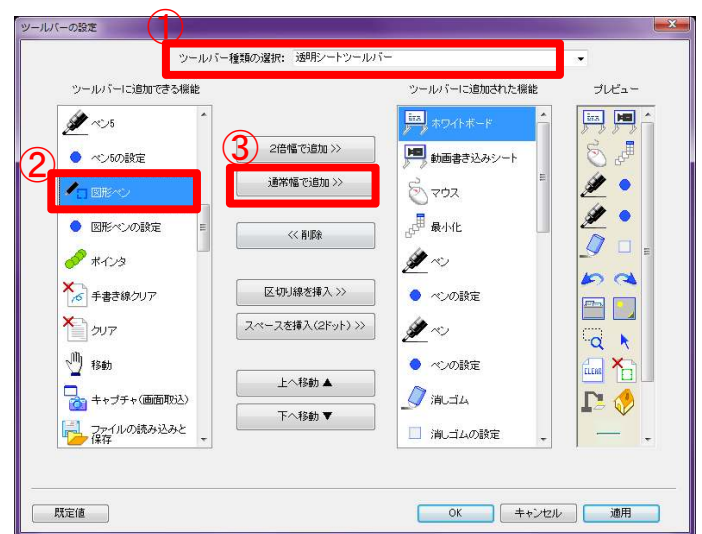 ツールバーの設定
①
ツールバー種類の選択: 透明シートツールバー
ツールバーに追加できる機能
ペン5
ペン5の設定
②
図形ペン
図形ペンの設定
ポインタ
手書き線クリア
クリア
移動
キャプチャ(画面取込)
ファイルの読み込みと
保存
2倍幅で追加 >>
③
通常幅で追加 >>
<< 削除
区切り線を挿入 >>
スペースを挿入(2ドット) >>
上へ移動 ▲
下へ移動 ▼
ツールバーに追加された機能
ホワイトボード
動画書き込みシート
マウス
最小化
ペン
ペンの設定
ペン
ペンの設定
消しゴム
消しゴムの設定
プレビュー
CLEAR
既定値
OK
キャンセル
適用